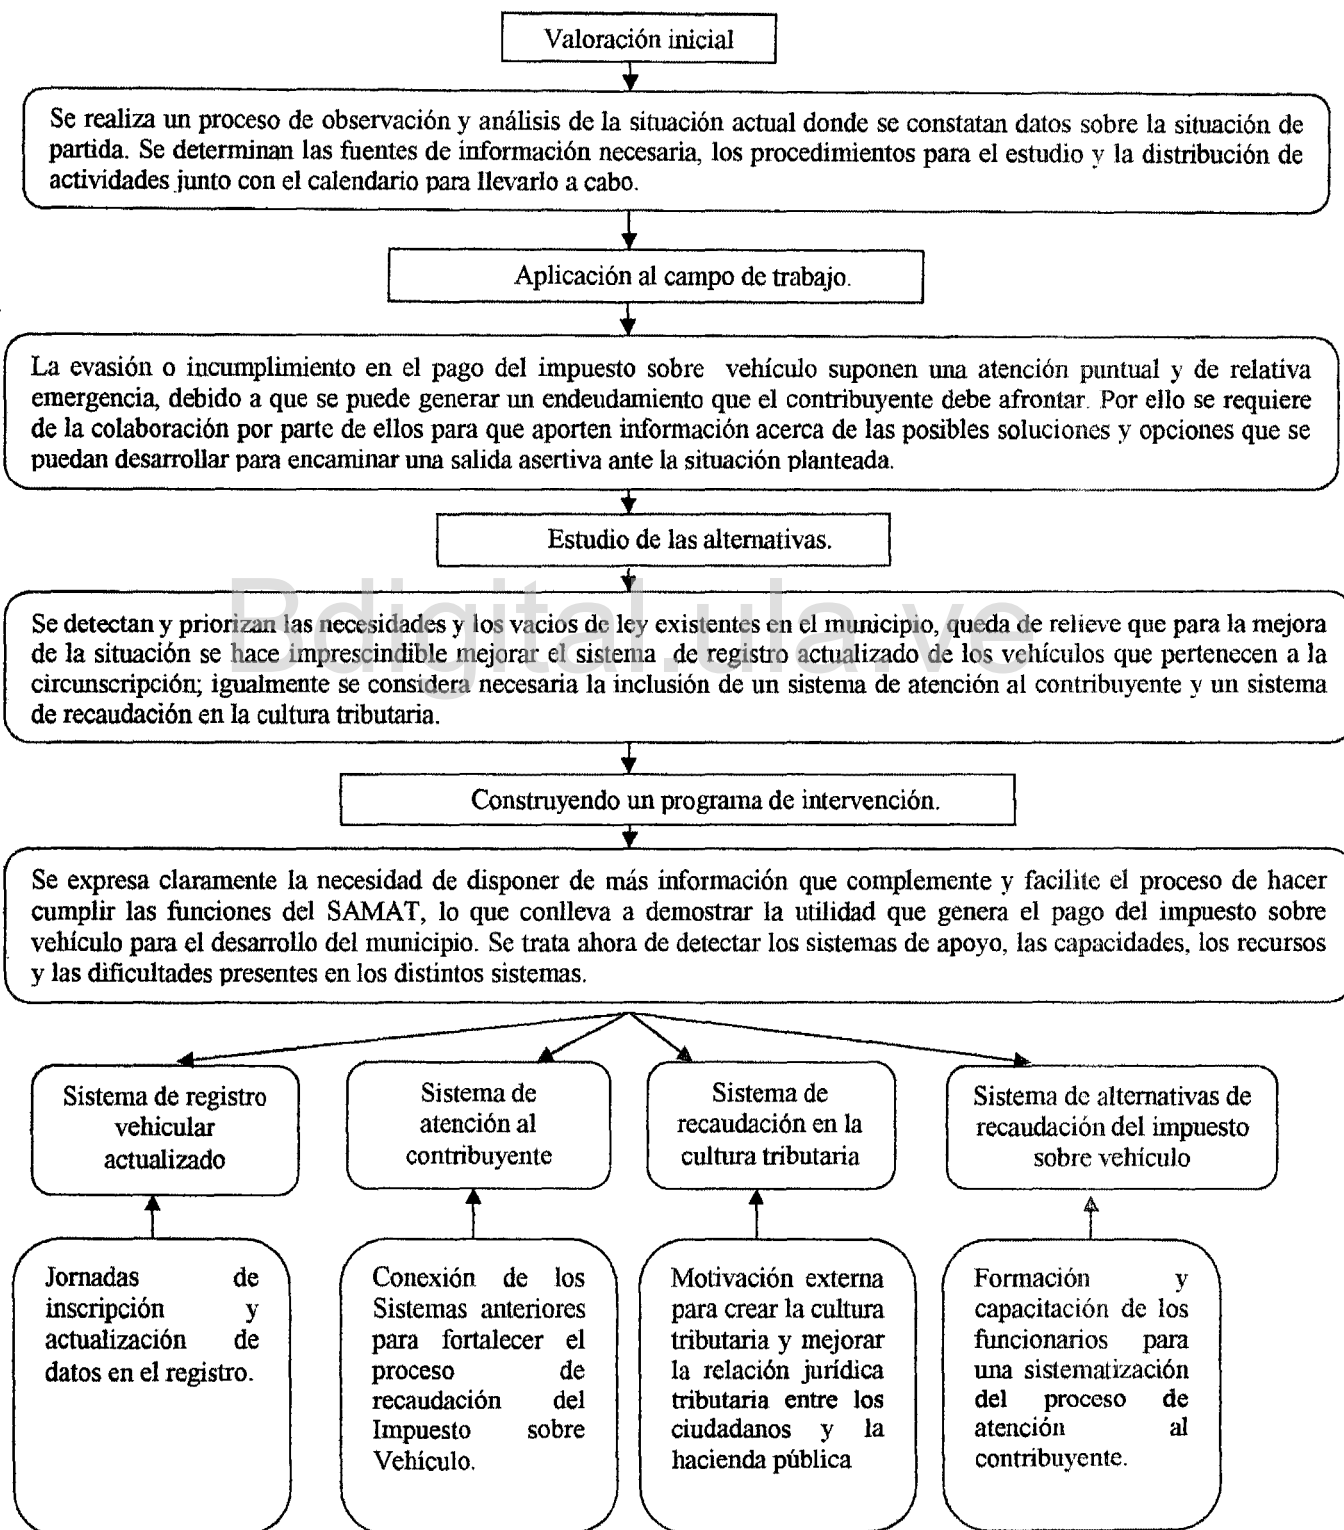 Valoración inicial
Se realiza un proceso de observación y análisis de la situación actual donde se constatan datos sobre la situación de
partida. Se determinan las fuentes de información necesaria, los procedimientos para el estudio y la distribución de
actividades junto con el calendario para llevarlo a cabo.
Aplicación al campo de trabajo.
La evasión o incumplimiento en el pago del impuesto sobre vehículo suponen una atención puntual y de relativa
emergencia, debido a que se puede generar un endeudamiento que el contribuyente debe afrontar. Por ello se requiere
de la colaboración por parte de ellos para que aporten información acerca de las posibles soluciones y opciones que se
puedan desarrollar para encaminar una salida asertiva ante la situación planteada.
Estudio de las alternativas.
Bdigital.ula.ve
Se detectan y priorizan las necesidades y los vacios de ley existentes en el municipio, queda de relieve que para la mejora
de la situación se hace imprescindible mejorar el sistema de registro actualizado de los vehículos que pertenecen a la
circunscripción; igualmente se considera necesaria la inclusión de un sistema de atención al contribuyente y un sistema
de recaudación en la cultura tributaria.
Construyendo un programa de intervención.
Se expresa claramente la necesidad de disponer de más información que complemente y facilite el proceso de hacer
cumplir las funciones del SAMAT, lo que conlleva a demostrar la utilidad que genera el pago del impuesto sobre
vehículo para el desarrollo del municipio. Se trata ahora de detectar los sistemas de apoyo, las capacidades, los recursos
y las dificultades presentes en los distintos sistemas.
Sistema de registro
vehicular
actualizado
Sistema de
atención al
contribuyente
Sistema de
recaudación en la
cultura tributaria
Sistema de alternativas de
recaudación del impuesto
sobre vehículo
Jornadas de
inscripción y
actualización de
datos en el registro.
Conexión de los
Sistemas anteriores
para fortalecer el
proceso de
recaudación del
Impuesto sobre
Vehículo.
Motivación externa
para crear la cultura
tributaria y mejorar
la relación jurídica
tributaria entre los
ciudadanos y la
hacienda pública
Formación y
capacitación de los
funcionarios para
una sistematización
del proceso de
atención al
contribuyente.